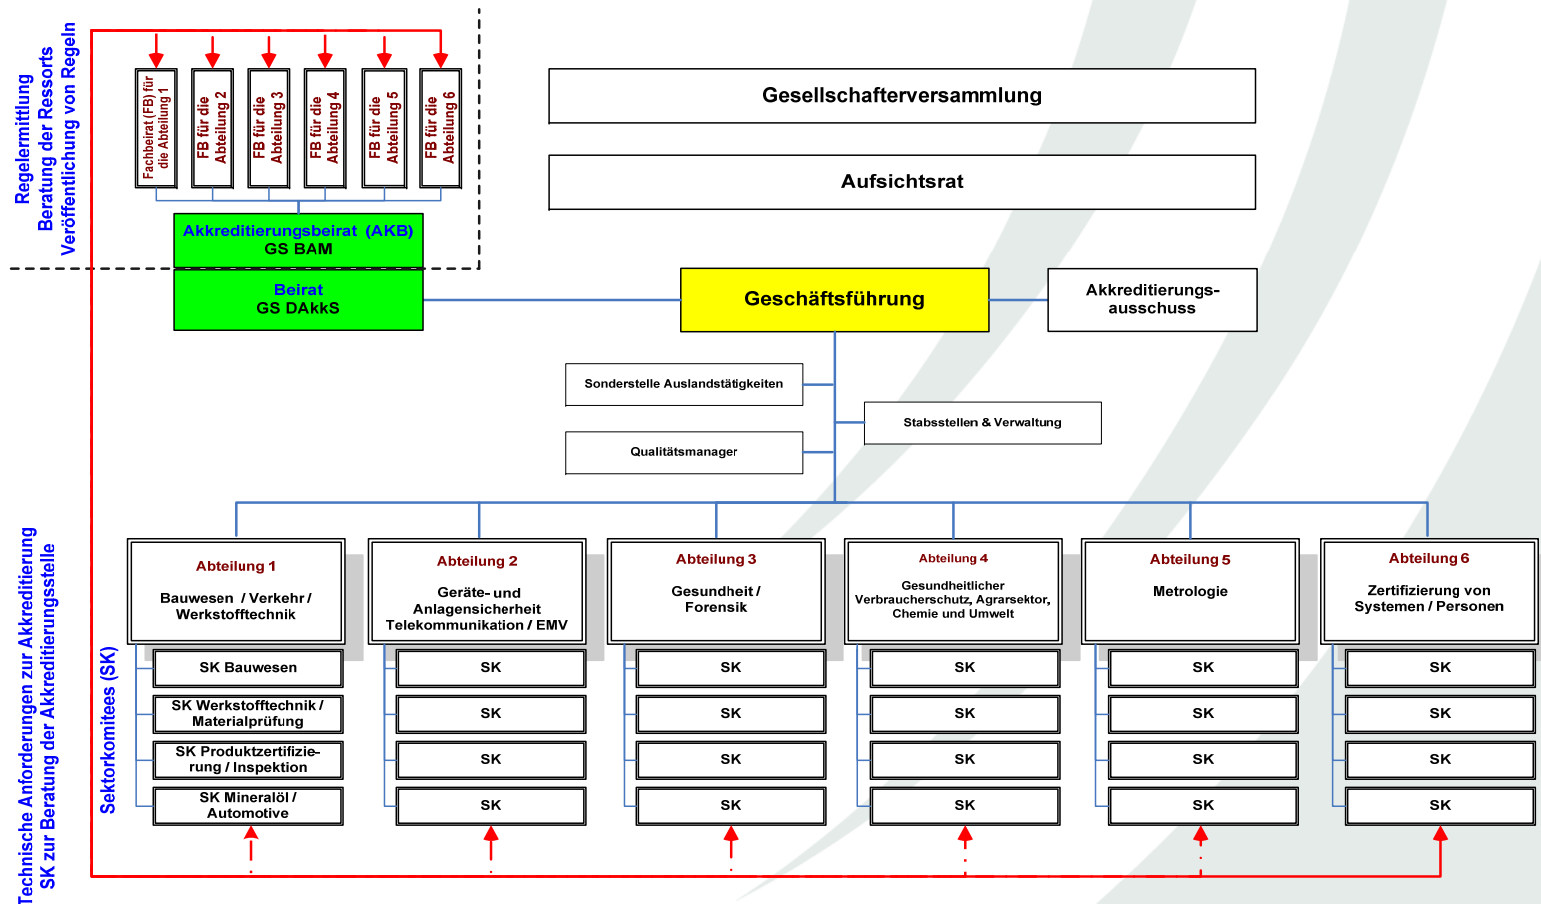 Regelermittlung
Beratung der Ressorts
Veröffentlichung von Regeln
Fachbeirat (FB) für
die Abteilung 1
FB für die
Abteilung 2
FB für die
Abteilung 3
FB für die
Abteilung 4
FB für die
Abteilung 5
FB für die
Abteilung 6
Akkreditierungsbeirat (AKB)
GS BAM
Beirat
GS DAkkS
Gesellschafterversammlung
Aufsichtsrat
Geschäftsführung
Akkreditierungs-
ausschuss
Sonderstelle Auslandstätigkeiten
Stabsstellen & Verwaltung
Qualitätsmanager
Technische Anforderungen zur Akkreditierung
SK zur Beratung der Akkreditierungsstelle
Sektorkomitees (SK)
Abteilung 1
Bauwesen / Verkehr /
Werkstofftechnik
SK Bauwesen
SK Werkstofftechnik /
Materialprüfung
SK Produktzertifizie-
rung / Inspektion
SK Mineralöl /
Automotive
Abteilung 2
Geräte- und
Anlagensicherheit
Telekommunikation / EMV
SK
SK
SK
SK
Abteilung 3
Gesundheit /
Forensik
SK
SK
SK
SK
Abteilung 4
Gesundheitlicher
Verbraucherschutz, Agrarsektor,
Chemie und Umwelt
SK
SK
SK
SK
Abteilung 5
Metrologie
SK
SK
SK
SK
Abteilung 6
Zertifizierung von
Systemen / Personen
SK
SK
SK
SK